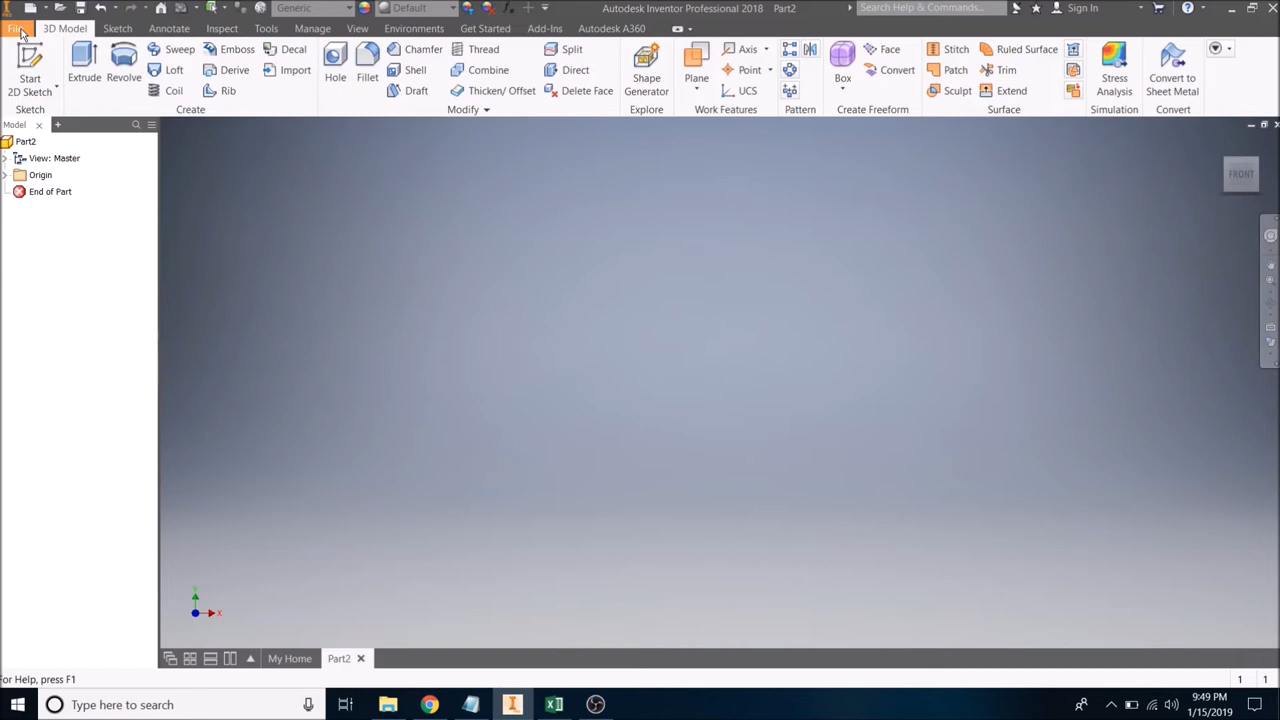 Generic Default Autodesk Inventor Professional 2018 Part2 Search Help & Commands... Sign In
File 3D Model Sketch Annotate Inspect Tools Manage View Environments Get Started Add-Ins Autodesk A360
Start 2D Sketch Extrude Revolve Sweep Emboss Decal Hole Fillet Chamfer Thread Split Shape Generator Plane Axis Box Face Stitch Ruled Surface Stress Analysis Convert to Sheet Metal
Loft Derive Import Shell Combine Direct Point Convert Patch Trim
Coil Rib Draft Thicken/ Offset Delete Face UCS Sculpt Extend
Sketch Create Modify Explore Work Features Pattern Create Freeform Surface Simulation Convert
Model
Part2
View: Master
Origin
End of Part
FRONT
X
My Home Part2
For Help, press F1 1 1
Type here to search
9:49 PM
1/15/2019